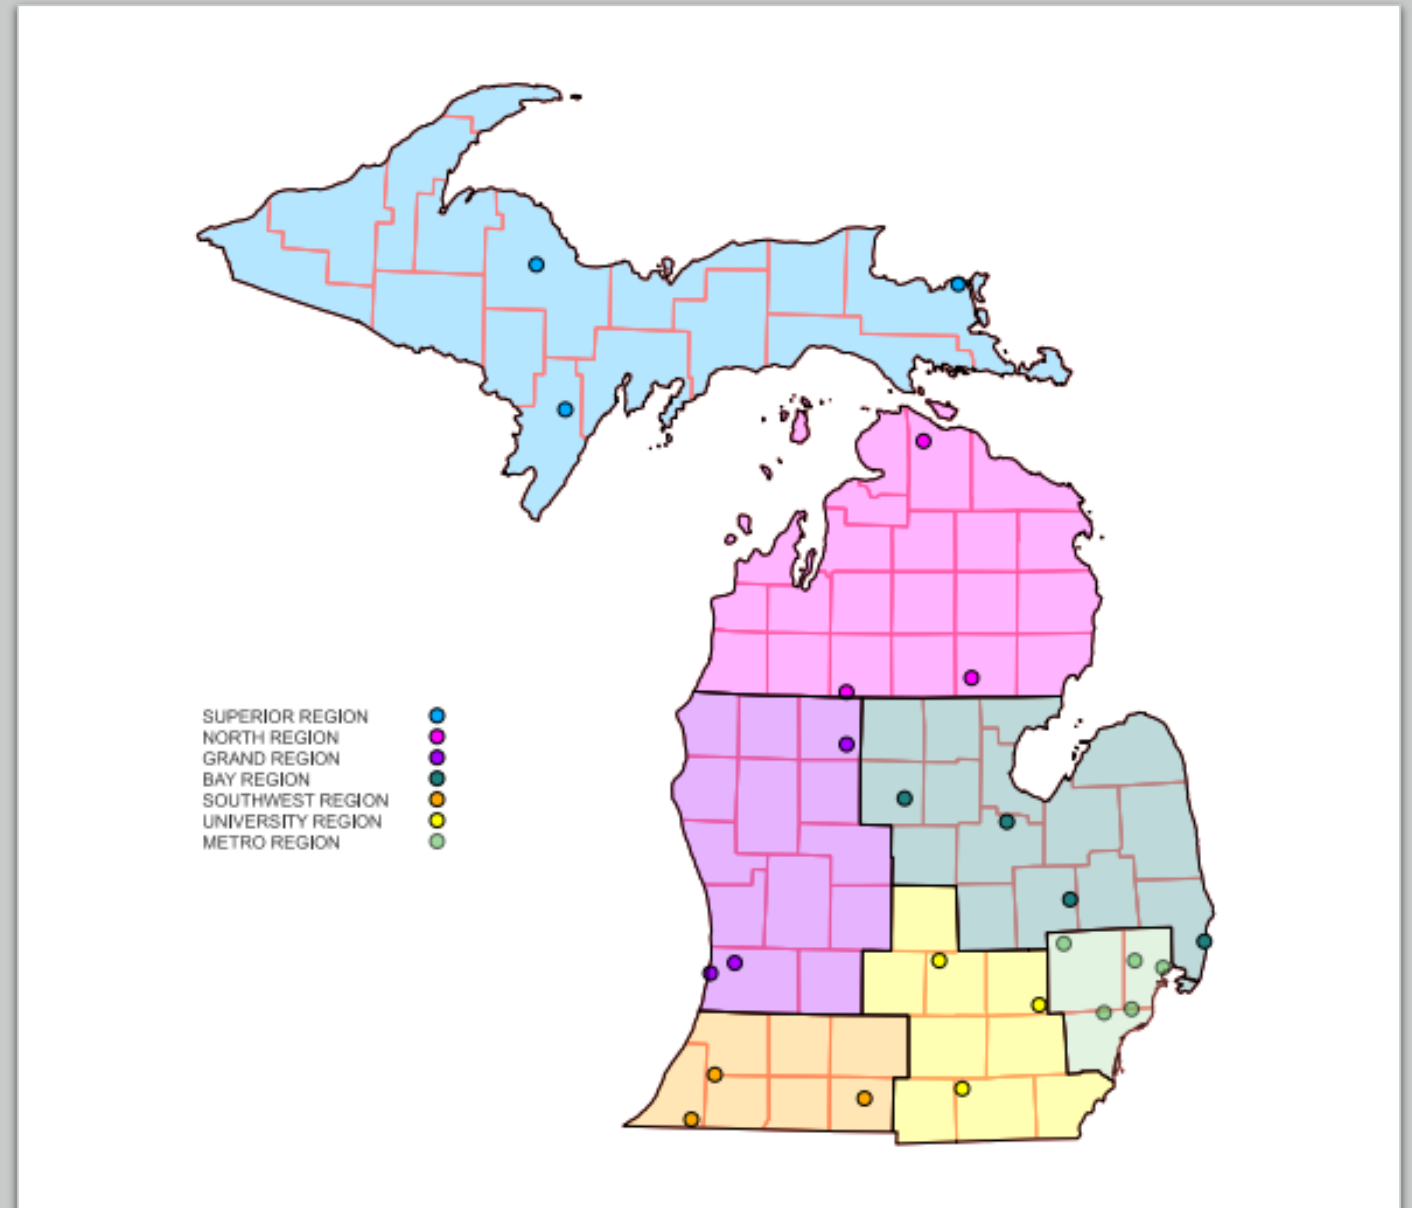 SUPERIOR REGION
NORTH REGION
GRAND REGION
BAY REGION
SOUTHWEST REGION
UNIVERSITY REGION
METRO REGION